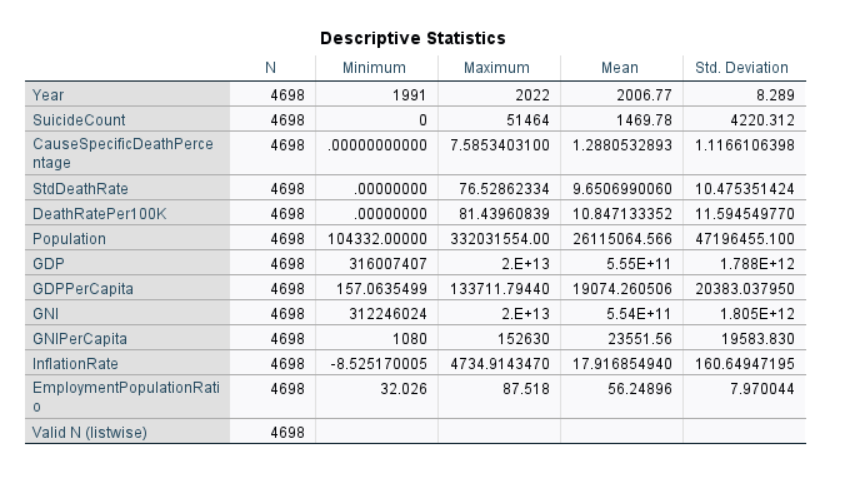 Descriptive Statistics
N Minimum Maximum Mean Std. Deviation
Year 4698 1991 2022 2006.77 8.289
SuicideCount 4698 0 51464 1469.78 4220.312
CauseSpecificDeathPerce 4698 .00000000000 7.5853403100 1.2880532893 1.1166106398
ntage
StdDeathRate 4698 .00000000 76.52862334 9.6506990060 10.475351424
DeathRatePer100K 4698 .00000000 81.43960839 10.847133352 11.594549770
Population 4698 104332.00000 332031554.00 26115064.566 47196455.100
GDP 4698 316007407 2.E+13 5.55E+11 1.788E+12
GDPPerCapita 4698 157.0635499 133711.79440 19074.260506 20383.037950
GNI 4698 312246024 2.E+13 5.54E+11 1.805E+12
GNIPerCapita 4698 1080 152630 23551.56 19583.830
InflationRate 4698 -8.525170005 4734.9143470 17.916854940 160.64947195
EmploymentPopulationRati 4698 32.026 87.518 56.24896 7.970044
o
Valid N (listwise) 4698